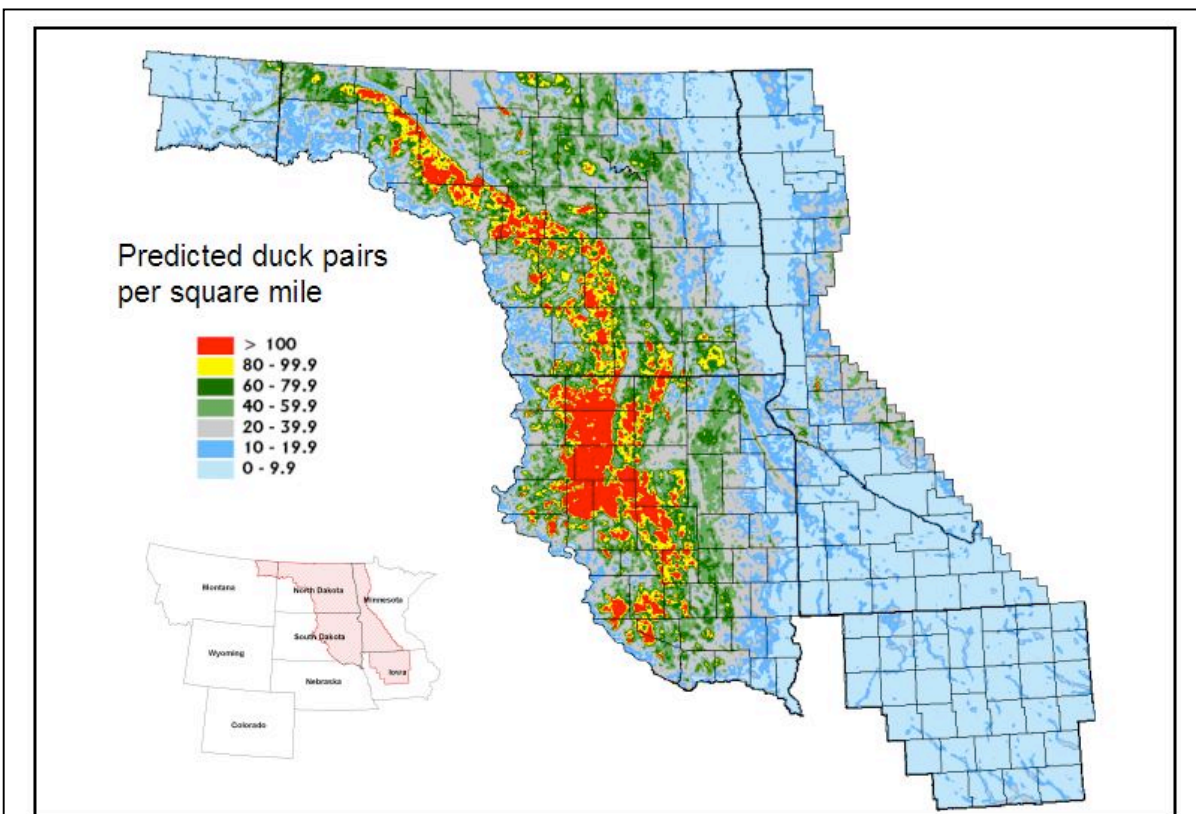 Predicted duck pairs
per square mile
> 100
80 - 99.9
60 - 79.9
40 - 59.9
20 - 39.9
10 - 19.9
0 - 9.9
Montana
North Dakota
Minnesota
South Dakota
Wyoming
Iowa
Nebraska
Colorado